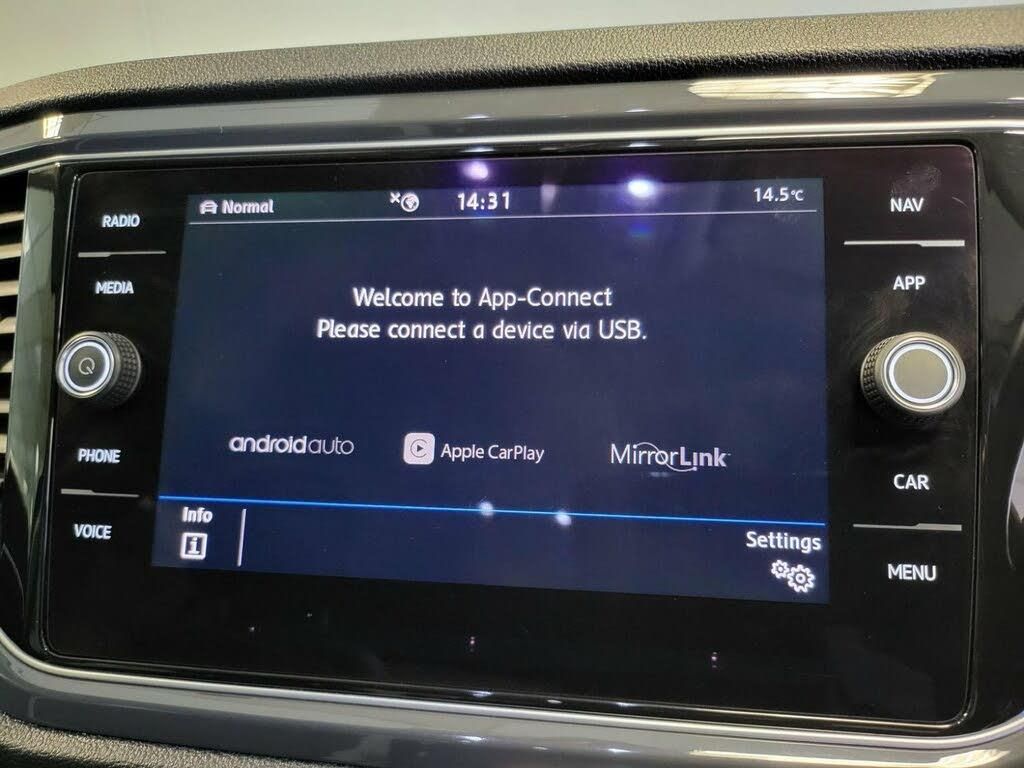 Normal
14:31
14.5°C
RADIO
MEDIA
PHONE
VOICE
Welcome to App-Connect
Please connect a device via USB.
androidauto
Apple CarPlay
MirrorLink
Info
i
Settings
NAV
APP
CAR
MENU